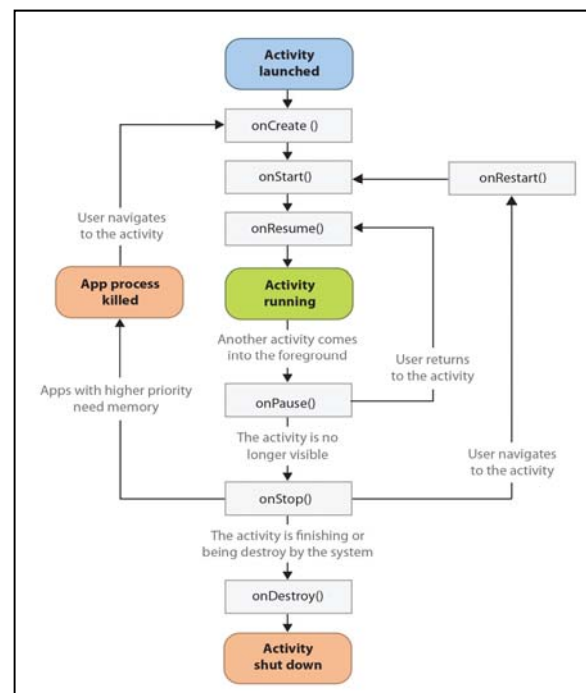 Activity
launched
onCreate ()
onStart()
onRestart()
onResume()
User navigates
to the activity
App process
killed
Activity
running
Another activity comes
into the foreground
User returns
to the activity
Apps with higher priority
need memory
onPause()
The activity is no
longer visible
User navigates
to the activity
onStop()
The activity is finishing or
being destroy by the system
onDestroy()
Activity
shut down